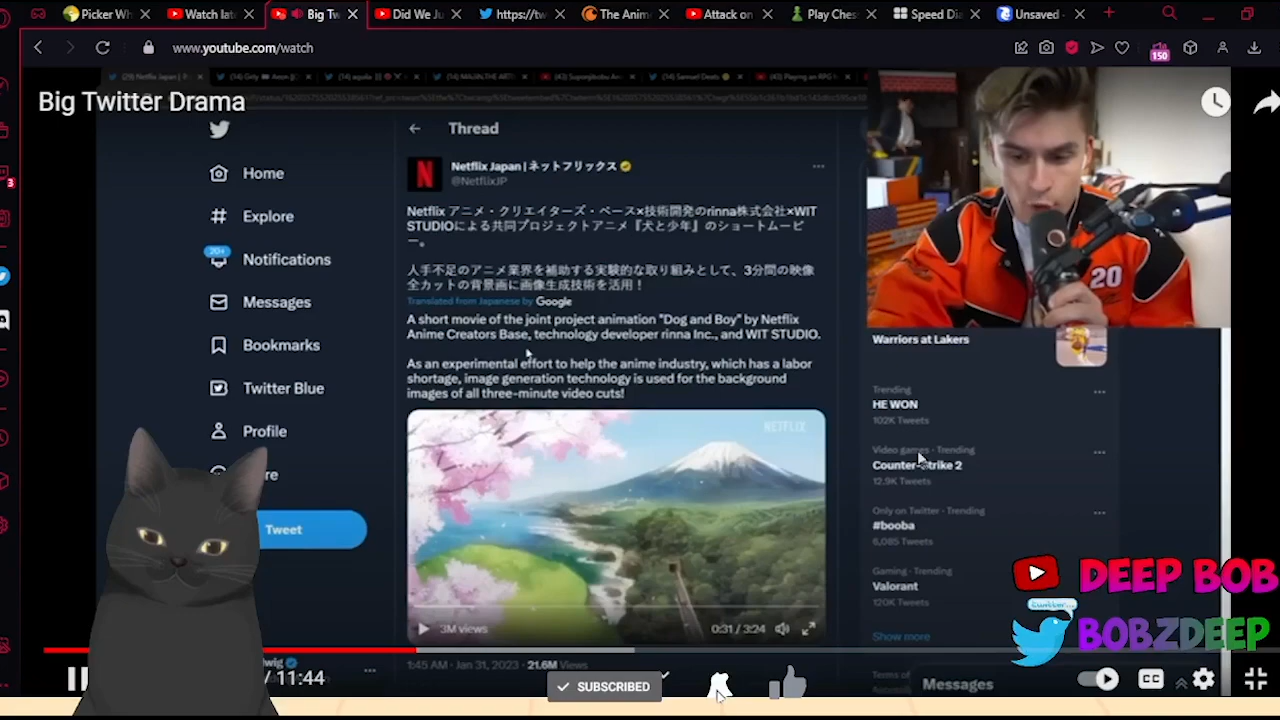 Picker Wh
Watch lat
Big Tw
Did We Ju
https://tw
The Anim
Attack on
Play Ches
Speed Dia
Unsaved -
www.youtube.com/watch
150
Big Twitter Drama
Thread
Home
Explore
20+
Notifications
Messages
Bookmarks
Twitter Blue
Profile
re
Tweet
Netflix Japan | ネットフリックス
@NetflixJP
Netflix アニメ・クリエイターズ・ベース×技術開発のrinna株式会社×WIT
STUDIOによる共同プロジェクトアニメ『犬と少年』のショートムービ
ー。
人手不足のアニメ業界を補助する実験的な取り組みとして、3分間の映像
全カットの背景画に画像生成技術を活用！
Translated from Japanese by Google
A short movie of the joint project animation "Dog and Boy" by Netflix
Anime Creators Base, technology developer rinna Inc., and WIT STUDIO.
As an experimental effort to help the anime industry, which has a labor
shortage, image generation technology is used for the background
images of all three-minute video cuts!
NETFLIX
3M views
0:31 / 3:24
1:45 AM · Jan 31, 2023 · 21.6M Views
20
Warriors at Lakers
Trending
HE WON
102K Tweets
Video games · Trending
Counter-Strike 2
12.9K Tweets
Only on Twitter · Trending
#booba
6,085 Tweets
Gaming · Trending
Valorant
120K Tweets
Show more
Terms of
Messages
DEEP BOB
twitter...
BOBZDEEP
3
dwig
/ 11:44
SUBSCRIBED
CC